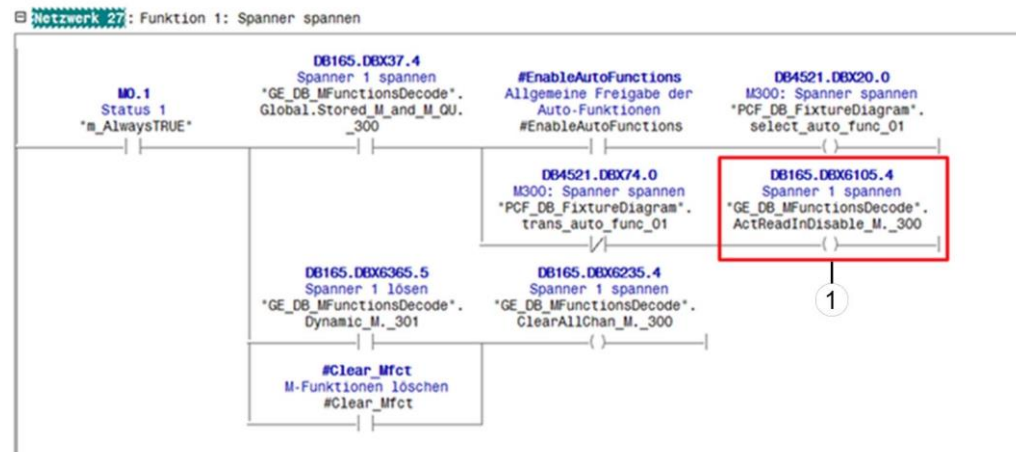 Netzwerk 27: Funktion 1: Spanner spannen
M0.1
Status 1
"m_AlwaysTRUE"
DB165.DBX37.4
Spanner 1 spannen
"GE_DB_MFunctionsDecode".
Global.Stored_M_and_M_QU.
_300
#EnableAutoFunctions
Allgemeine Freigabe der
Auto-Funktionen
#EnableAutoFunctions
DB4521.DBX20.0
M300: Spanner spannen
"PCF_DB_FixtureDiagram".
select_auto_func_01
DB4521.DBX74.0
M300: Spanner spannen
"PCF_DB_FixtureDiagram".
trans_auto_func_01
DB165.DBX6105.4
Spanner 1 spannen
"GE_DB_MFunctionsDecode".
ActReadInDisable_M._300
1
DB165.DBX6365.5
Spanner 1 lösen
"GE_DB_MFunctionsDecode".
Dynamic_M._301
DB165.DBX6235.4
Spanner 1 spannen
"GE_DB_MFunctionsDecode".
ClearAllChan_M._300
#Clear_Mfct
M-Funktionen löschen
#Clear_Mfct